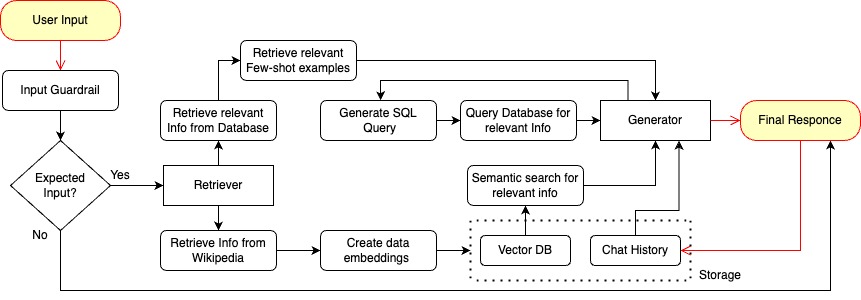 User Input
Input Guardrail
Expected
Input?
Yes
No
Retriever
Retrieve relevant
Info from Database
Retrieve relevant
Few-shot examples
Retrieve Info from
Wikipedia
Create data
embeddings
Generate SQL
Query
Query Database for
relevant Info
Semantic search for
relevant info
Vector DB
Chat History
Storage
Generator
Final Responce